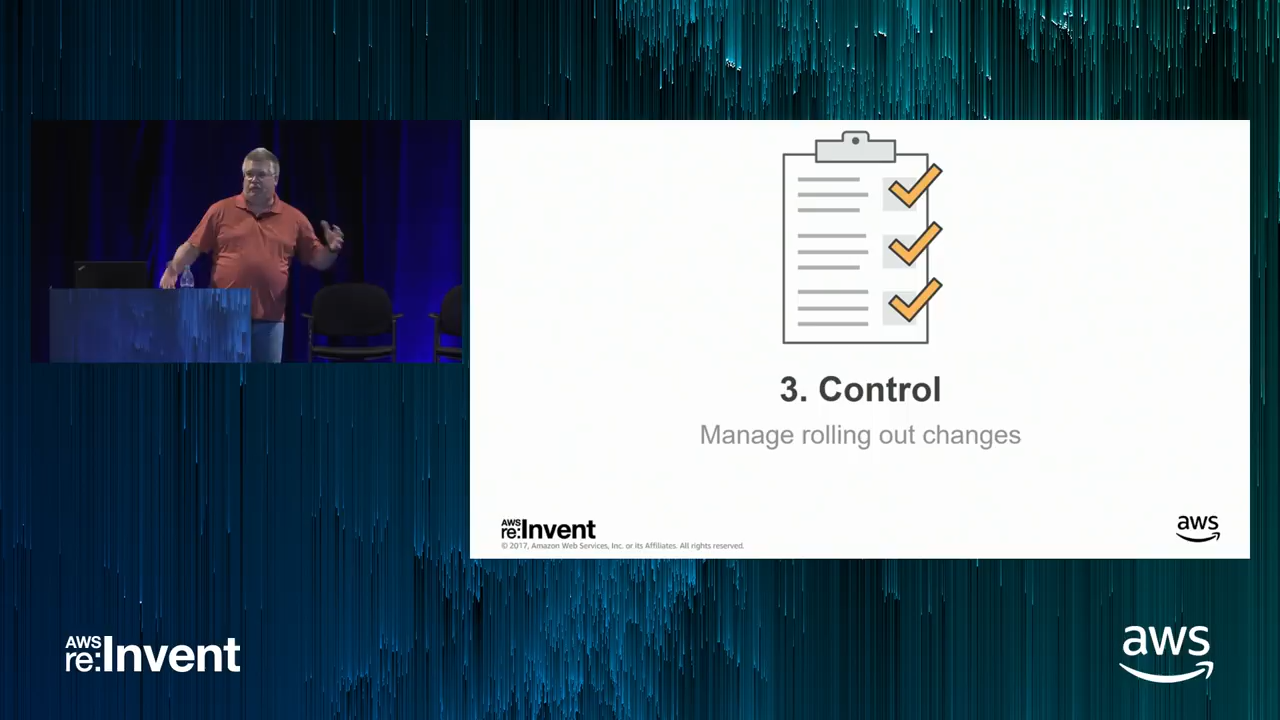 3. Control
Manage rolling out changes
AWS
re:Invent
© 2017, Amazon Web Services, Inc. or its Affiliates. All rights reserved.
aws
AWS
re:Invent
aws